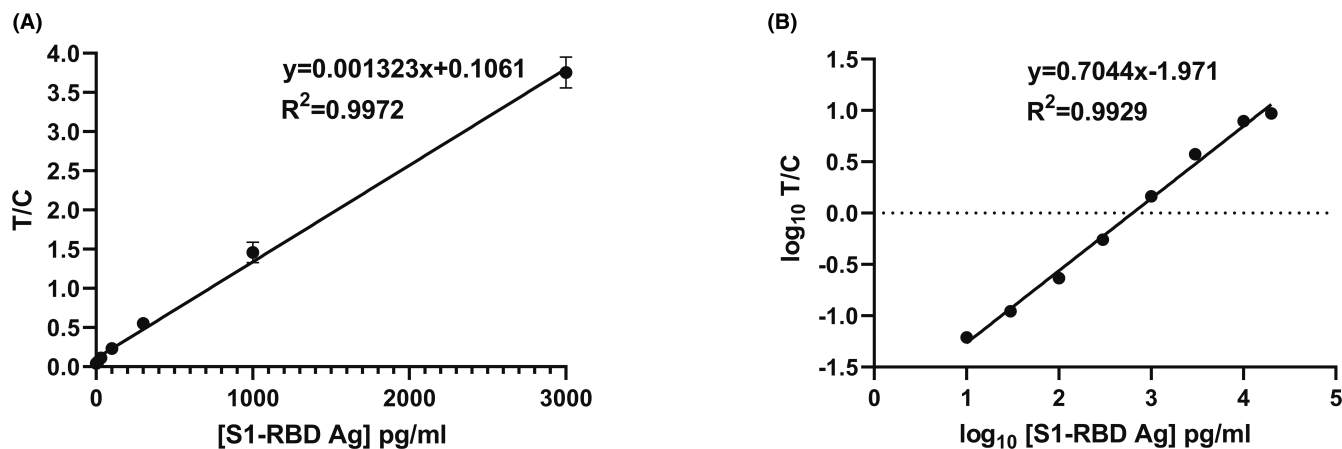 (A)
y=0.001323x+0.1061
R²=0.9972
T/C
4.0
3.5
3.0
2.5
2.0
1.5
1.0
0.5
0.0
0
1000
2000
3000
[S1-RBD Ag] pg/ml
(B)
y=0.7044x-1.971
R²=0.9929
log₁₀ T/C
1.5
1.0
0.5
0.0
-0.5
-1.0
-1.5
0
1
2
3
4
5
log₁₀ [S1-RBD Ag] pg/ml